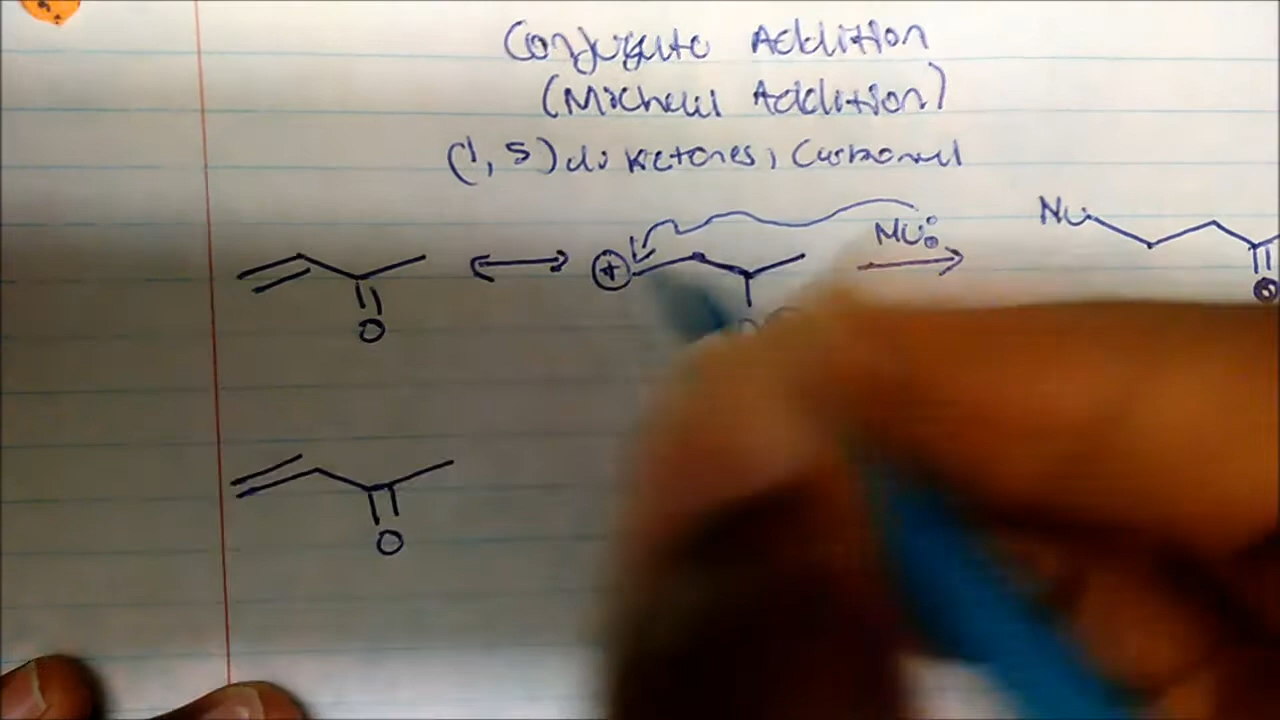 Conjugate Addition
(Michael Addition)
(1,5) di ketones, Carbonyl
Nu:
Nu
O
O
O